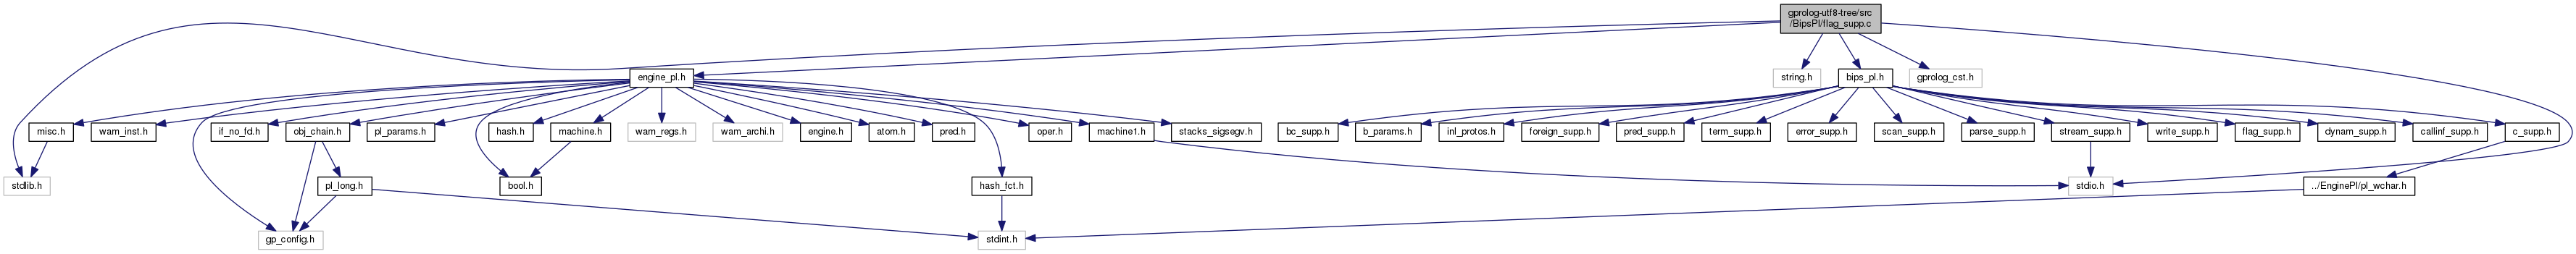 gprolog-utf8-tree/src
/BipsPl/flag_supp.c
engine_pl.h
string.h
bips_pl.h
gprolog_cst.h
misc.h
wam_inst.h
if_no_fd.h
obj_chain.h
pl_params.h
hash.h
machine.h
wam_regs.h
wam_archi.h
engine.h
atom.h
pred.h
oper.h
machine1.h
stacks_sigsegv.h
bc_supp.h
b_params.h
inl_protos.h
foreign_supp.h
pred_supp.h
term_supp.h
error_supp.h
scan_supp.h
parse_supp.h
stream_supp.h
write_supp.h
flag_supp.h
dynam_supp.h
callinf_supp.h
c_supp.h
stdlib.h
pl_long.h
bool.h
hash_fct.h
stdio.h
../EnginePl/pl_wchar.h
gp_config.h
stdint.h